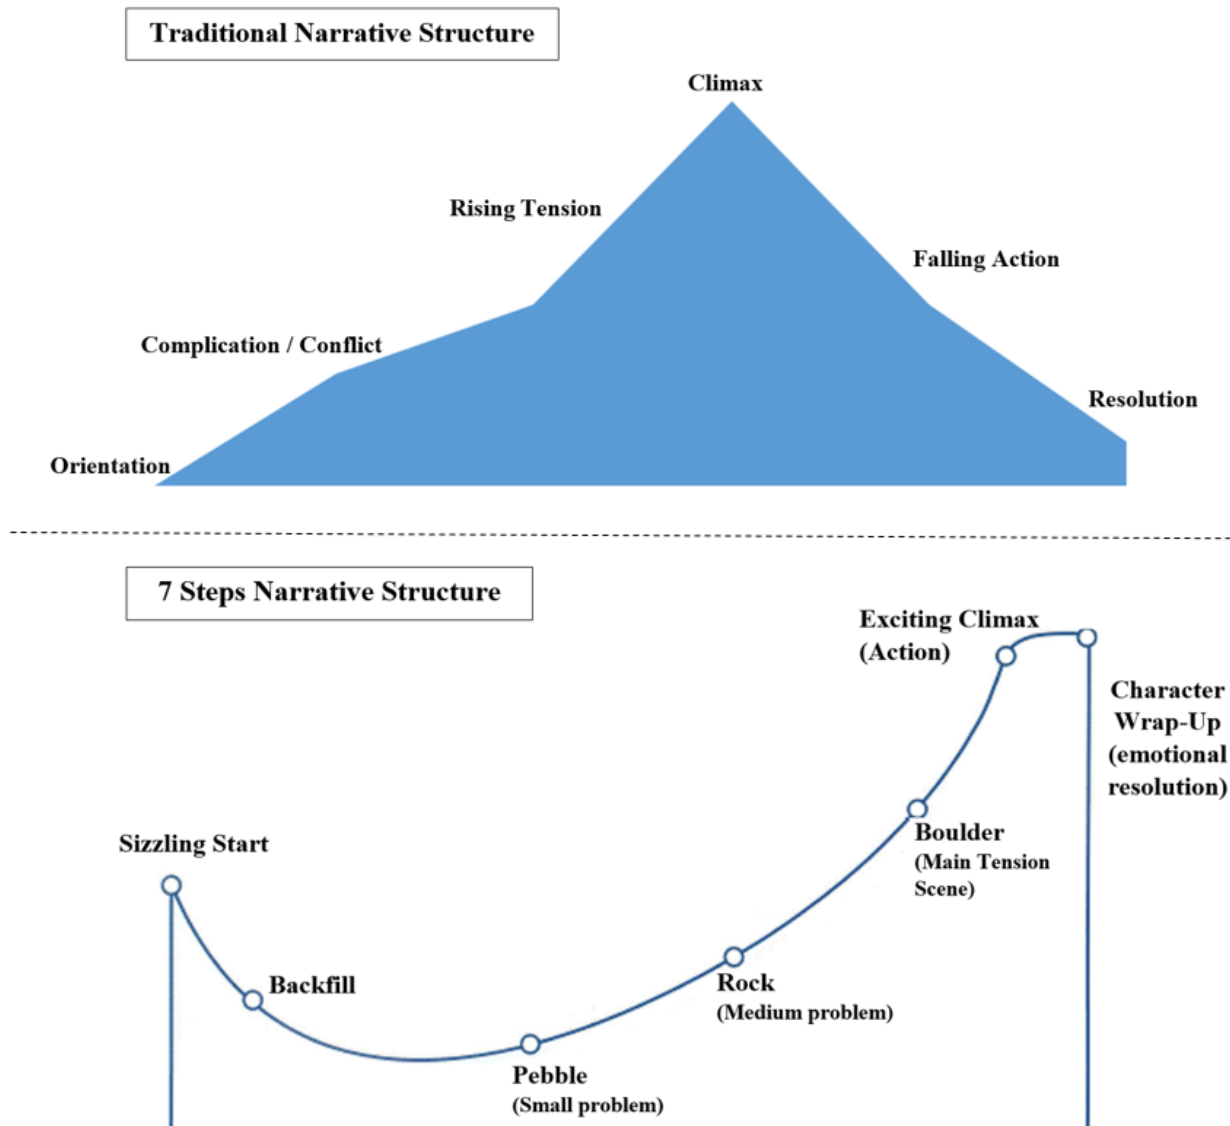 Traditional Narrative Structure
Climax
Rising Tension
Falling Action
Complication / Conflict
Resolution
Orientation
7 Steps Narrative Structure
Exciting Climax
(Action)
Character
Wrap-Up
(emotional
resolution)
Sizzling Start
Boulder
(Main Tension
Scene)
Backfill
Rock
(Medium problem)
Pebble
(Small problem)